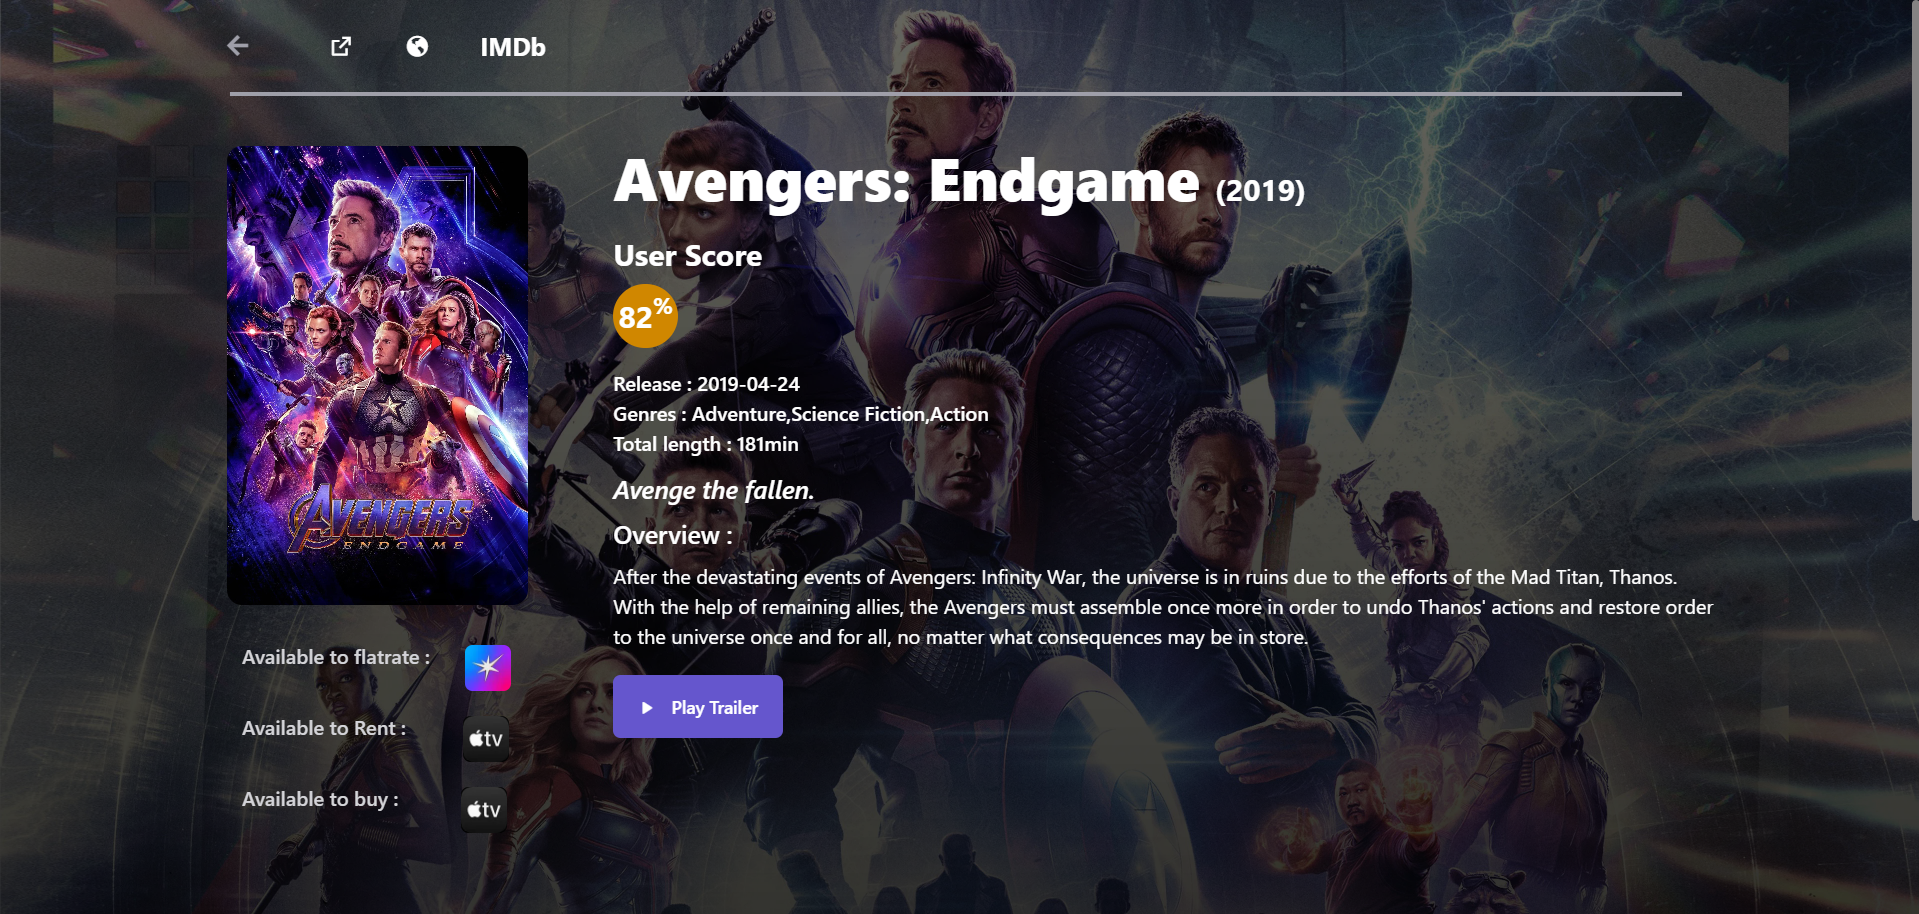 IMDb
Avengers: Endgame (2019)
User Score
82%
Release : 2019-04-24
Genres : Adventure,Science Fiction,Action
Total length : 181min
Avenge the fallen.
Overview :
After the devastating events of Avengers: Infinity War, the universe is in ruins due to the efforts of the Mad Titan, Thanos.
With the help of remaining allies, the Avengers must assemble once more in order to undo Thanos' actions and restore order
to the universe once and for all, no matter what consequences may be in store.
Play Trailer
AVENGERS
ENDGAME
Available to flatrate :
Available to Rent :
tv
Available to buy :
tv